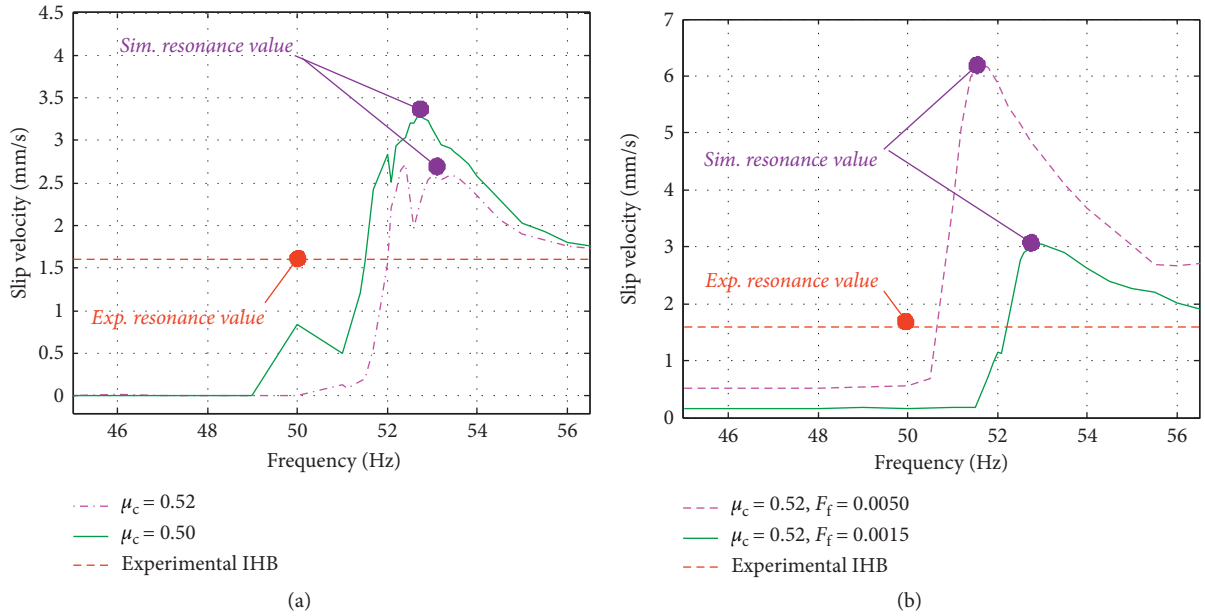 4.5
4
3.5
3
2.5
2
1.5
1
0.5
0
Slip velocity (mm/s)
Sim. resonance value
Exp. resonance value
46 48 50 52 54 56
Frequency (Hz)
μc = 0.52
μc = 0.50
Experimental IHB
(a)
7
6
5
4
3
2
1
0
Slip velocity (mm/s)
Sim. resonance value
Exp. resonance value
46 48 50 52 54 56
Frequency (Hz)
μc = 0.52, Ff = 0.0050
μc = 0.52, Ff = 0.0015
Experimental IHB
(b)